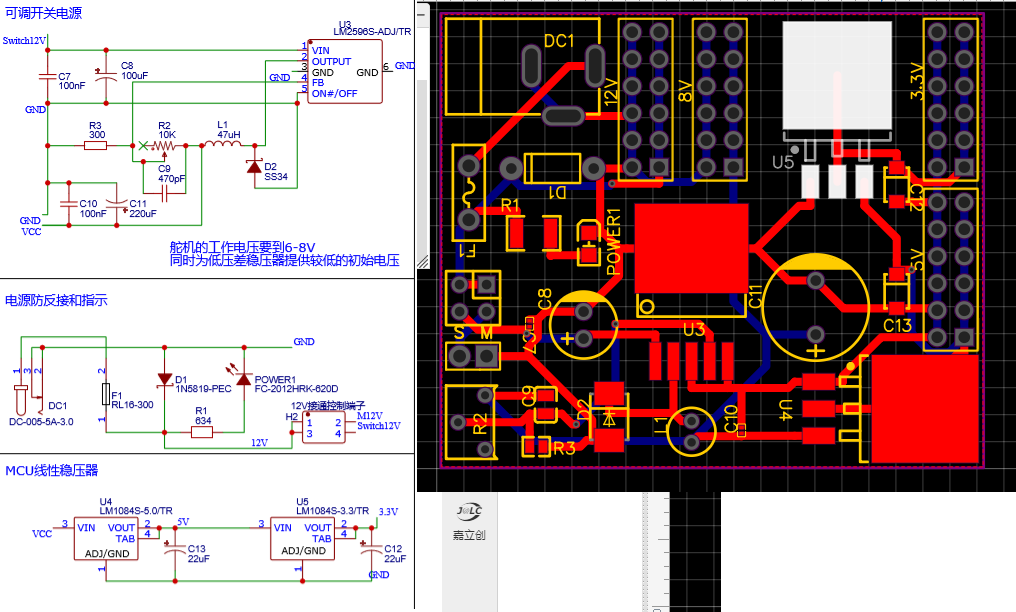 可调开关电源
Switch12V
C7
100nF
C8
100uF
U3
LM2596S-ADJ/TR
1
VIN
2
OUTPUT
3
GND
GND
4
FB
5
ON#/OFF
GND
6
GND
GND
R3
300
R2
10K
L1
47uH
C9
470pF
D2
SS34
C10
100nF
C11
220uF
GND
VCC
舵机的工作电压要到6-8V
同时为低压差稳压器提供较低的初始电压
电源防反接和指示
GND
1
3
2
DC1
DC-005-5A-3.0
2
1
F1
RL16-300
D1
1N5819-PEC
POWER1
FC-2012HRK-620D
R1
634
12V
12V接通控制端子
H2
1
2
3
4
M12V
Switch12V
MCU线性稳压器
U4
LM1084S-5.0/TR
VCC
3
VIN
VOUT
2
TAB
4
ADJ/GND
1
5V
C13
22uF
U5
LM1084S-3.3/TR
3
VIN
VOUT
2
TAB
4
ADJ/GND
1
3.3V
C12
22uF
GND
DC1
12V
8V
3.3V
U5
D1
C12
R1
POWER1
F1
5V
C8
C11
C13
S
M
C7
U3
R2
C9
D2
L1
C10
U4
R3
JLC
嘉立创